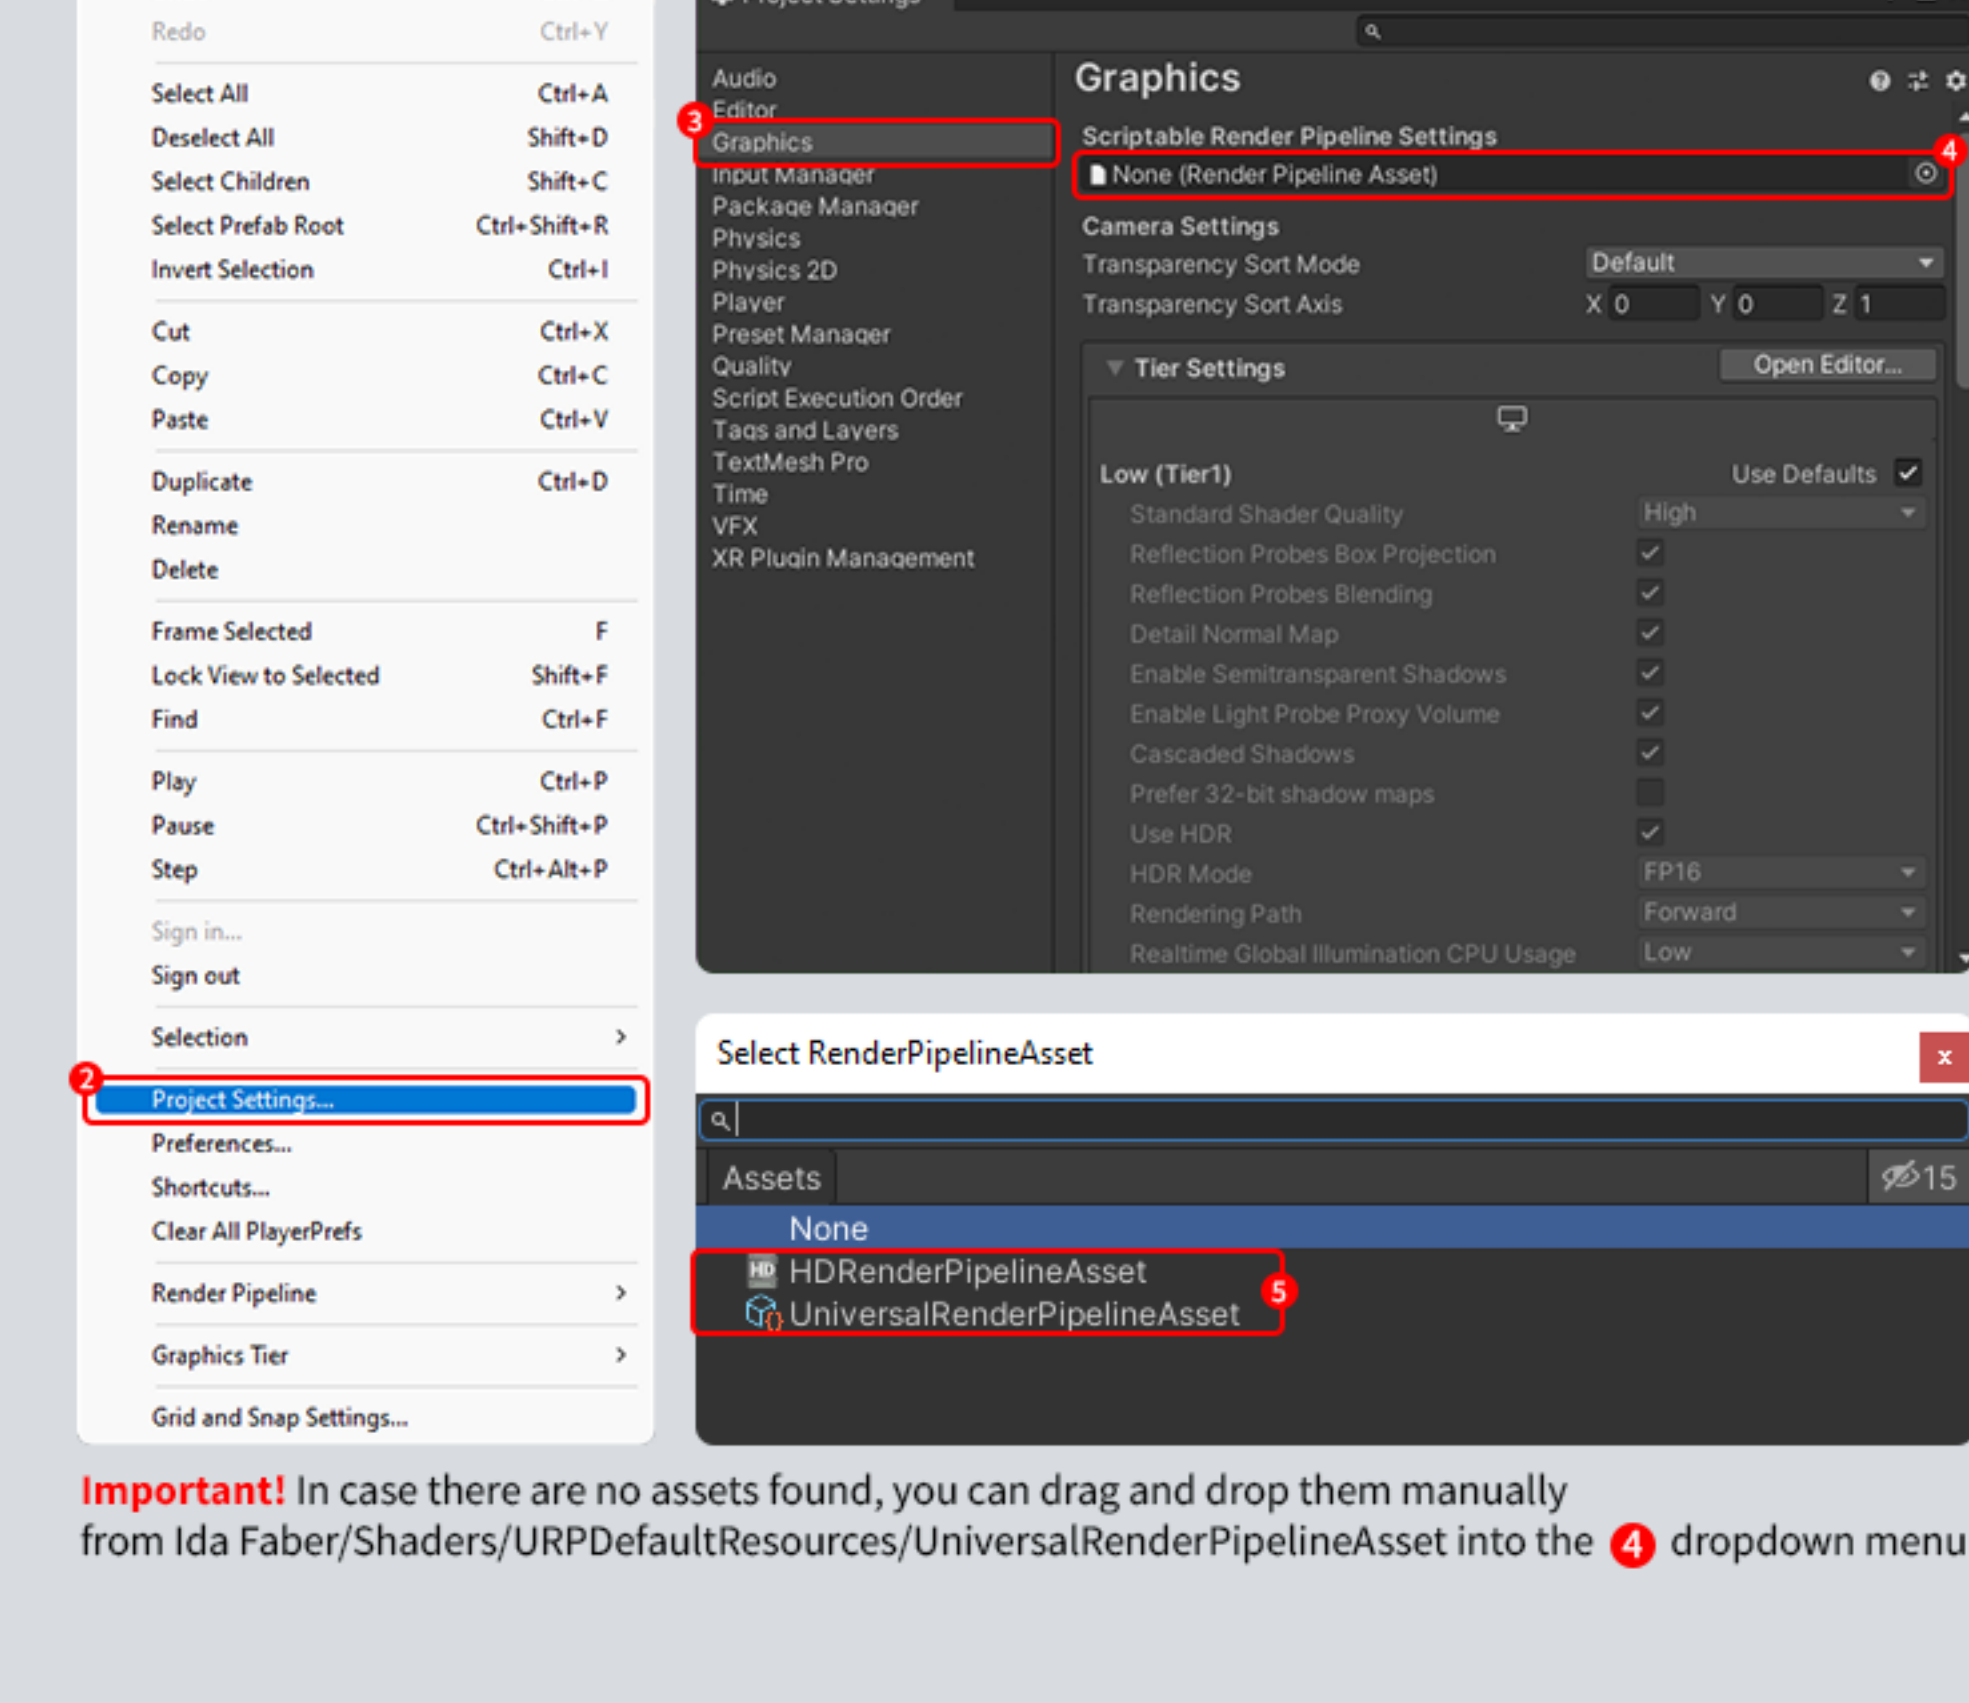 Redo Ctrl+Y
Select All Ctrl+A
Deselect All Shift+D
Select Children Shift+C
Select Prefab Root Ctrl+Shift+R
Invert Selection Ctrl+I
Cut Ctrl+X
Copy Ctrl+C
Paste Ctrl+V
Duplicate Ctrl+D
Rename
Delete
Frame Selected F
Lock View to Selected Shift+F
Find Ctrl+F
Play Ctrl+P
Pause Ctrl+Shift+P
Step Ctrl+Alt+P
Sign in...
Sign out
Selection
2
Project Settings...
Preferences...
Shortcuts...
Clear All PlayerPrefs
Render Pipeline
Graphics Tier
Grid and Snap Settings...
Project Settings
Audio
Editor
3
Graphics
Input Manager
Package Manager
Physics
Physics 2D
Player
Preset Manager
Quality
Script Execution Order
Tags and Layers
TextMesh Pro
Time
VFX
XR Plugin Management
Graphics
Scriptable Render Pipeline Settings
4
None (Render Pipeline Asset)
Camera Settings
Transparency Sort Mode Default
Transparency Sort Axis X 0 Y 0 Z 1
Tier Settings Open Editor...
Low (Tier1) Use Defaults
Standard Shader Quality High
Reflection Probes Box Projection
Reflection Probes Blending
Detail Normal Map
Enable Semitransparent Shadows
Enable Light Probe Proxy Volume
Cascaded Shadows
Prefer 32-bit shadow maps
Use HDR
HDR Mode FP16
Rendering Path Forward
Realtime Global Illumination CPU Usage Low
Select RenderPipelineAsset x
Assets 15
None
HD HDRenderPipelineAsset
5
UniversalRenderPipelineAsset
Important! In case there are no assets found, you can drag and drop them manually
from Ida Faber/Shaders/URPDefaultResources/UniversalRenderPipelineAsset into the 4 dropdown menu